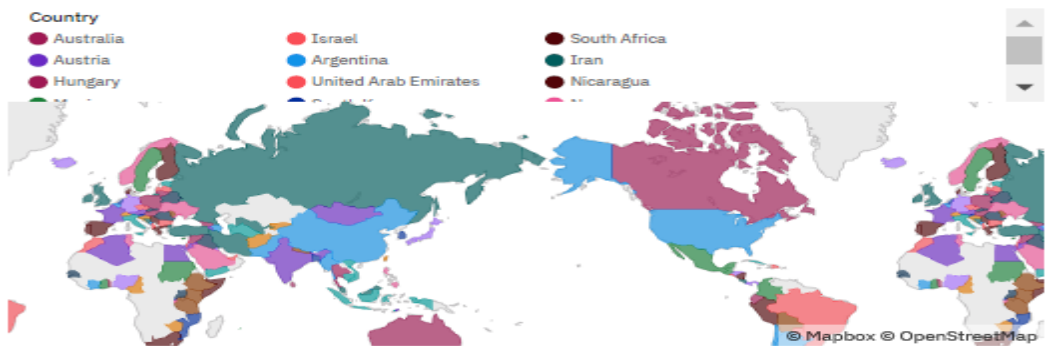 Country
Australia Israel South Africa
Austria Argentina Iran
Hungary United Arab Emirates Nicaragua
© Mapbox © OpenStreetMap